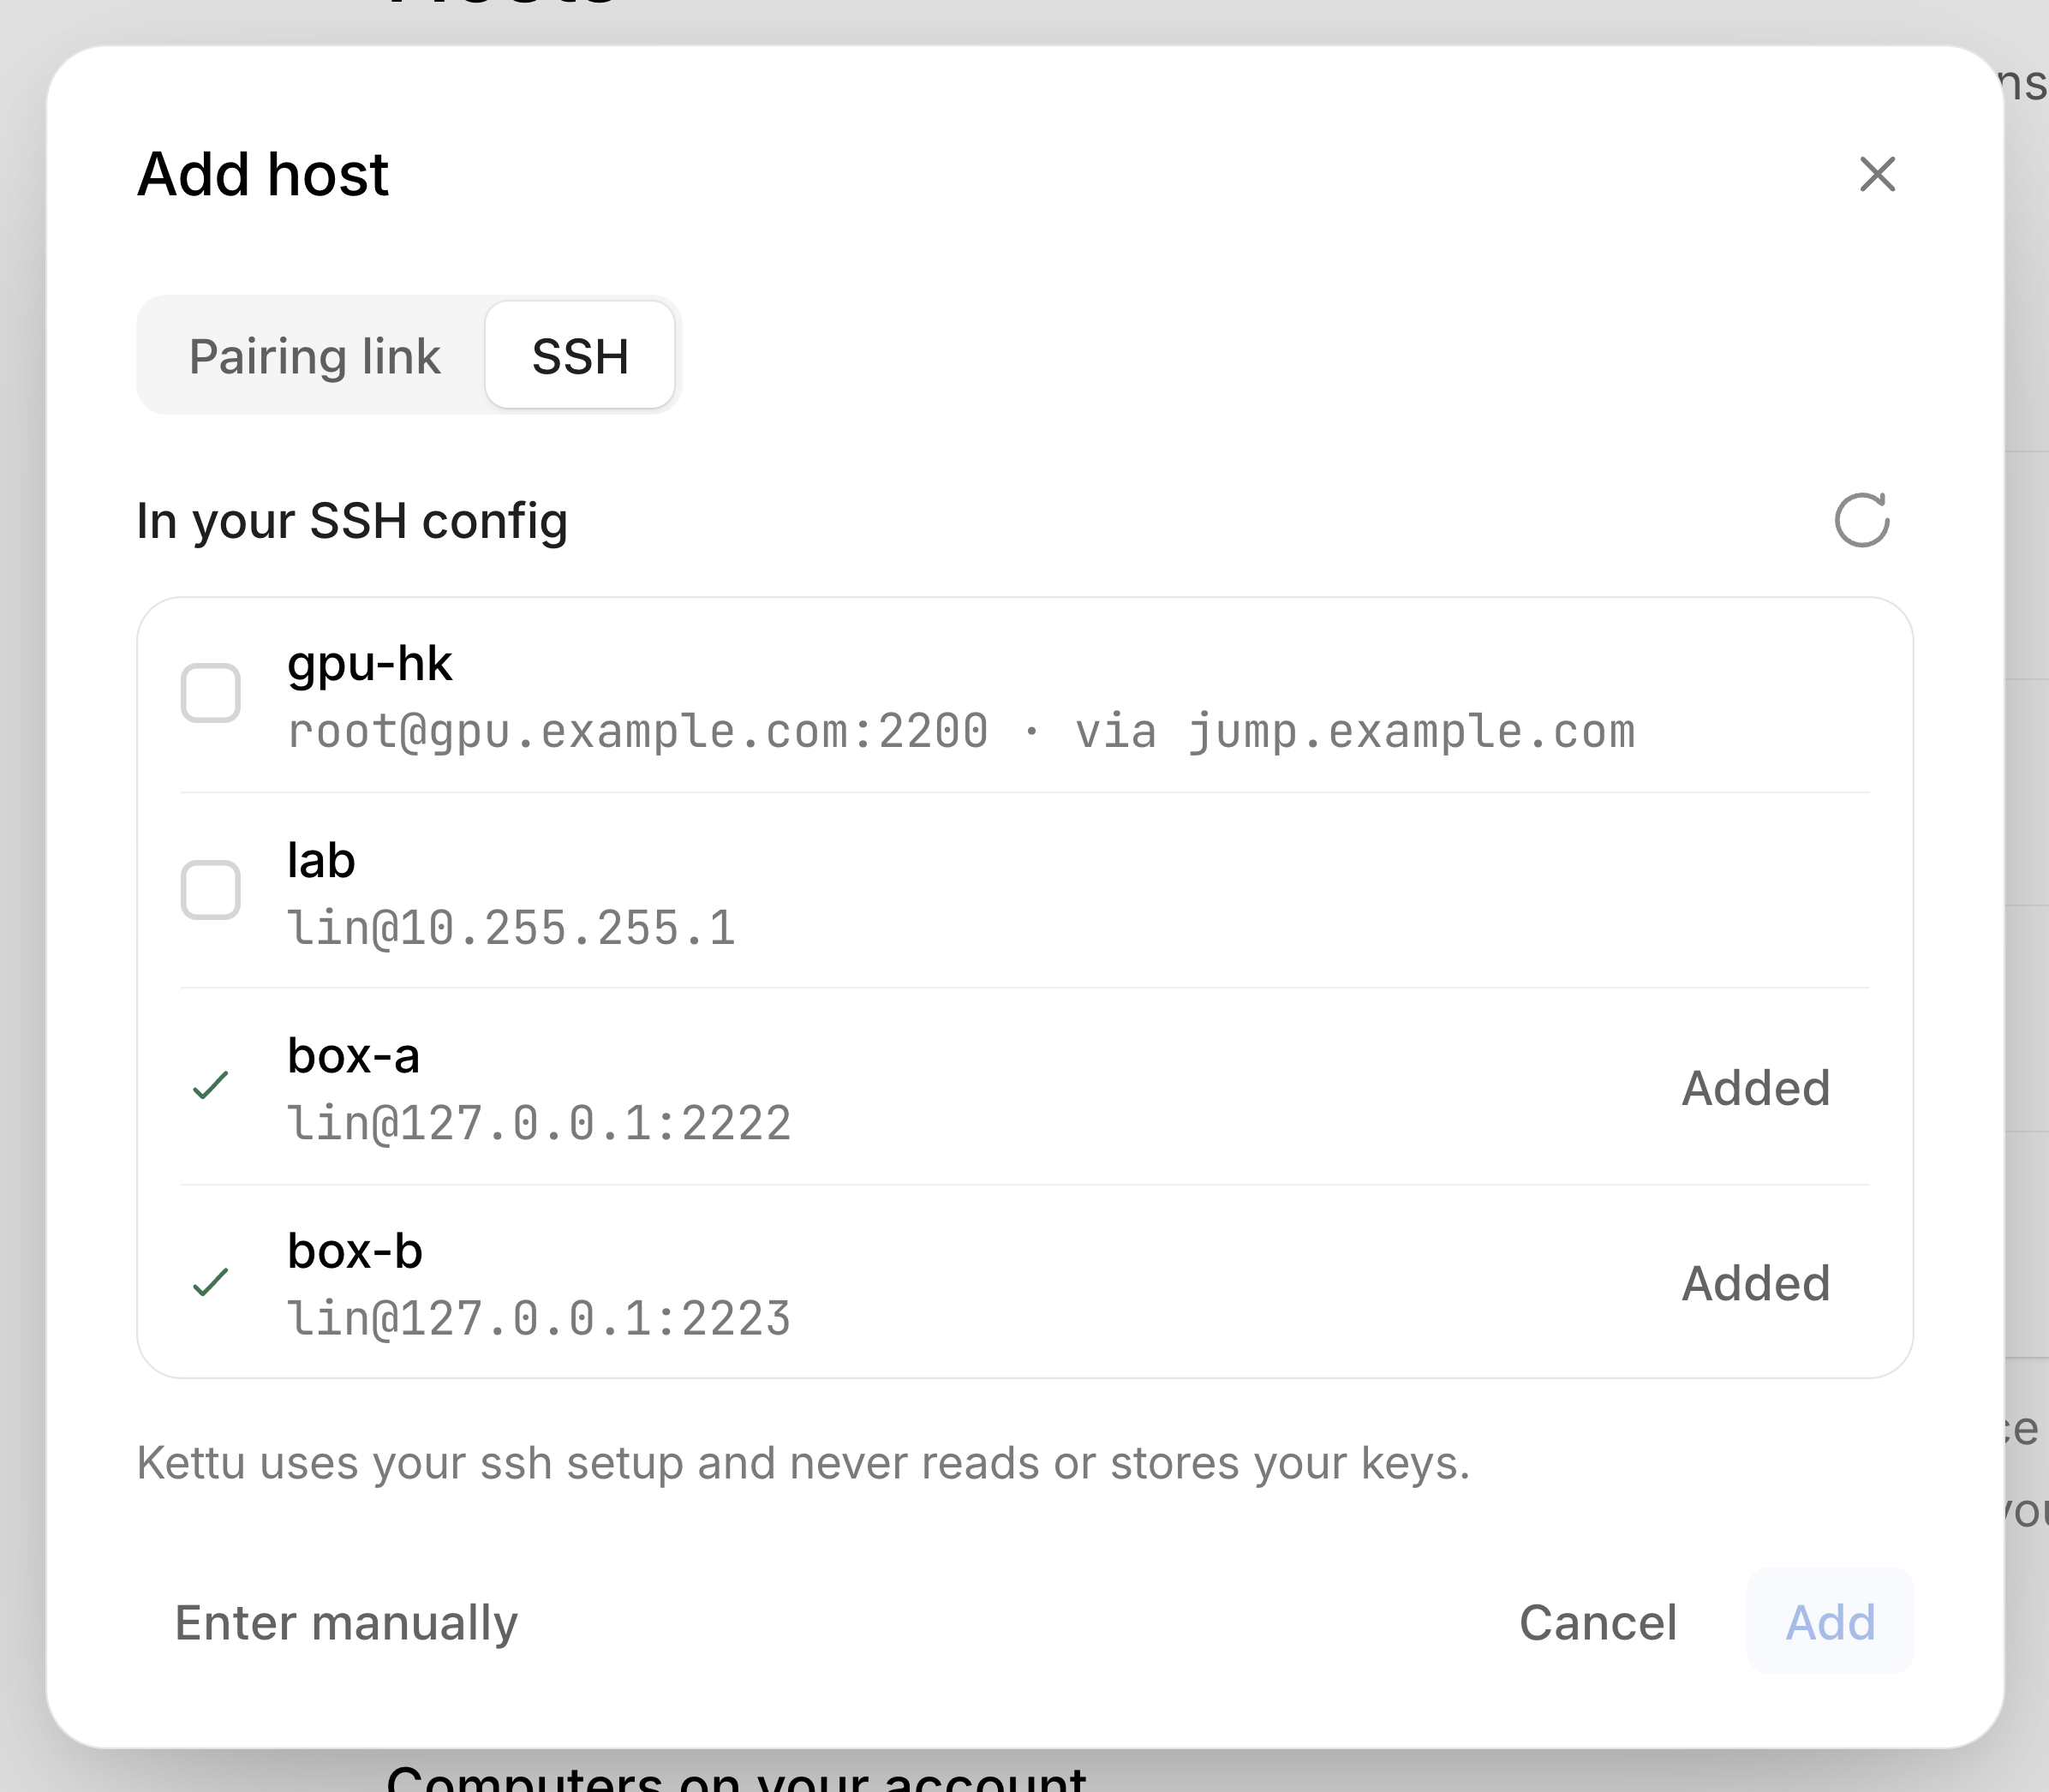 Add host
Pairing link
SSH
In your SSH config
gpu-hk
root@gpu.example.com:2200 · via jump.example.com
lab
lin@10.255.255.1
box-a
lin@127.0.0.1:2222
Added
box-b
lin@127.0.0.1:2223
Added
Kettu uses your ssh setup and never reads or stores your keys.
Enter manually
Cancel
Add
Computers on your account